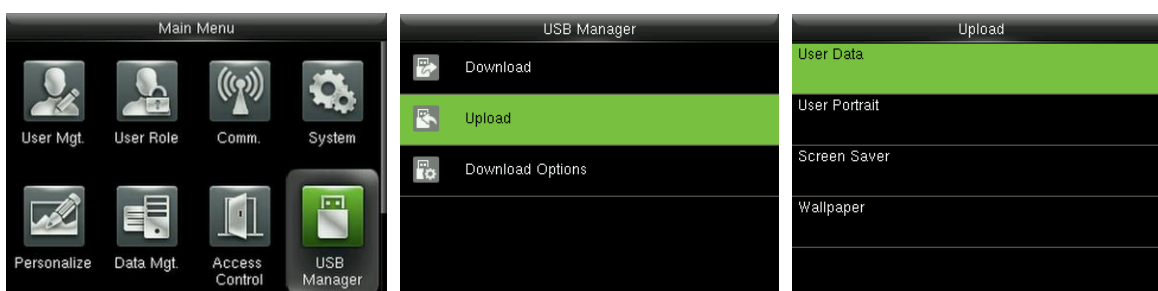 Main Menu
User Mgt. User Role Comm. System
Personalize Data Mgt. Access Control USB Manager
USB Manager
Download
Upload
Download Options
Upload
User Data
User Portrait
Screen Saver
Wallpaper